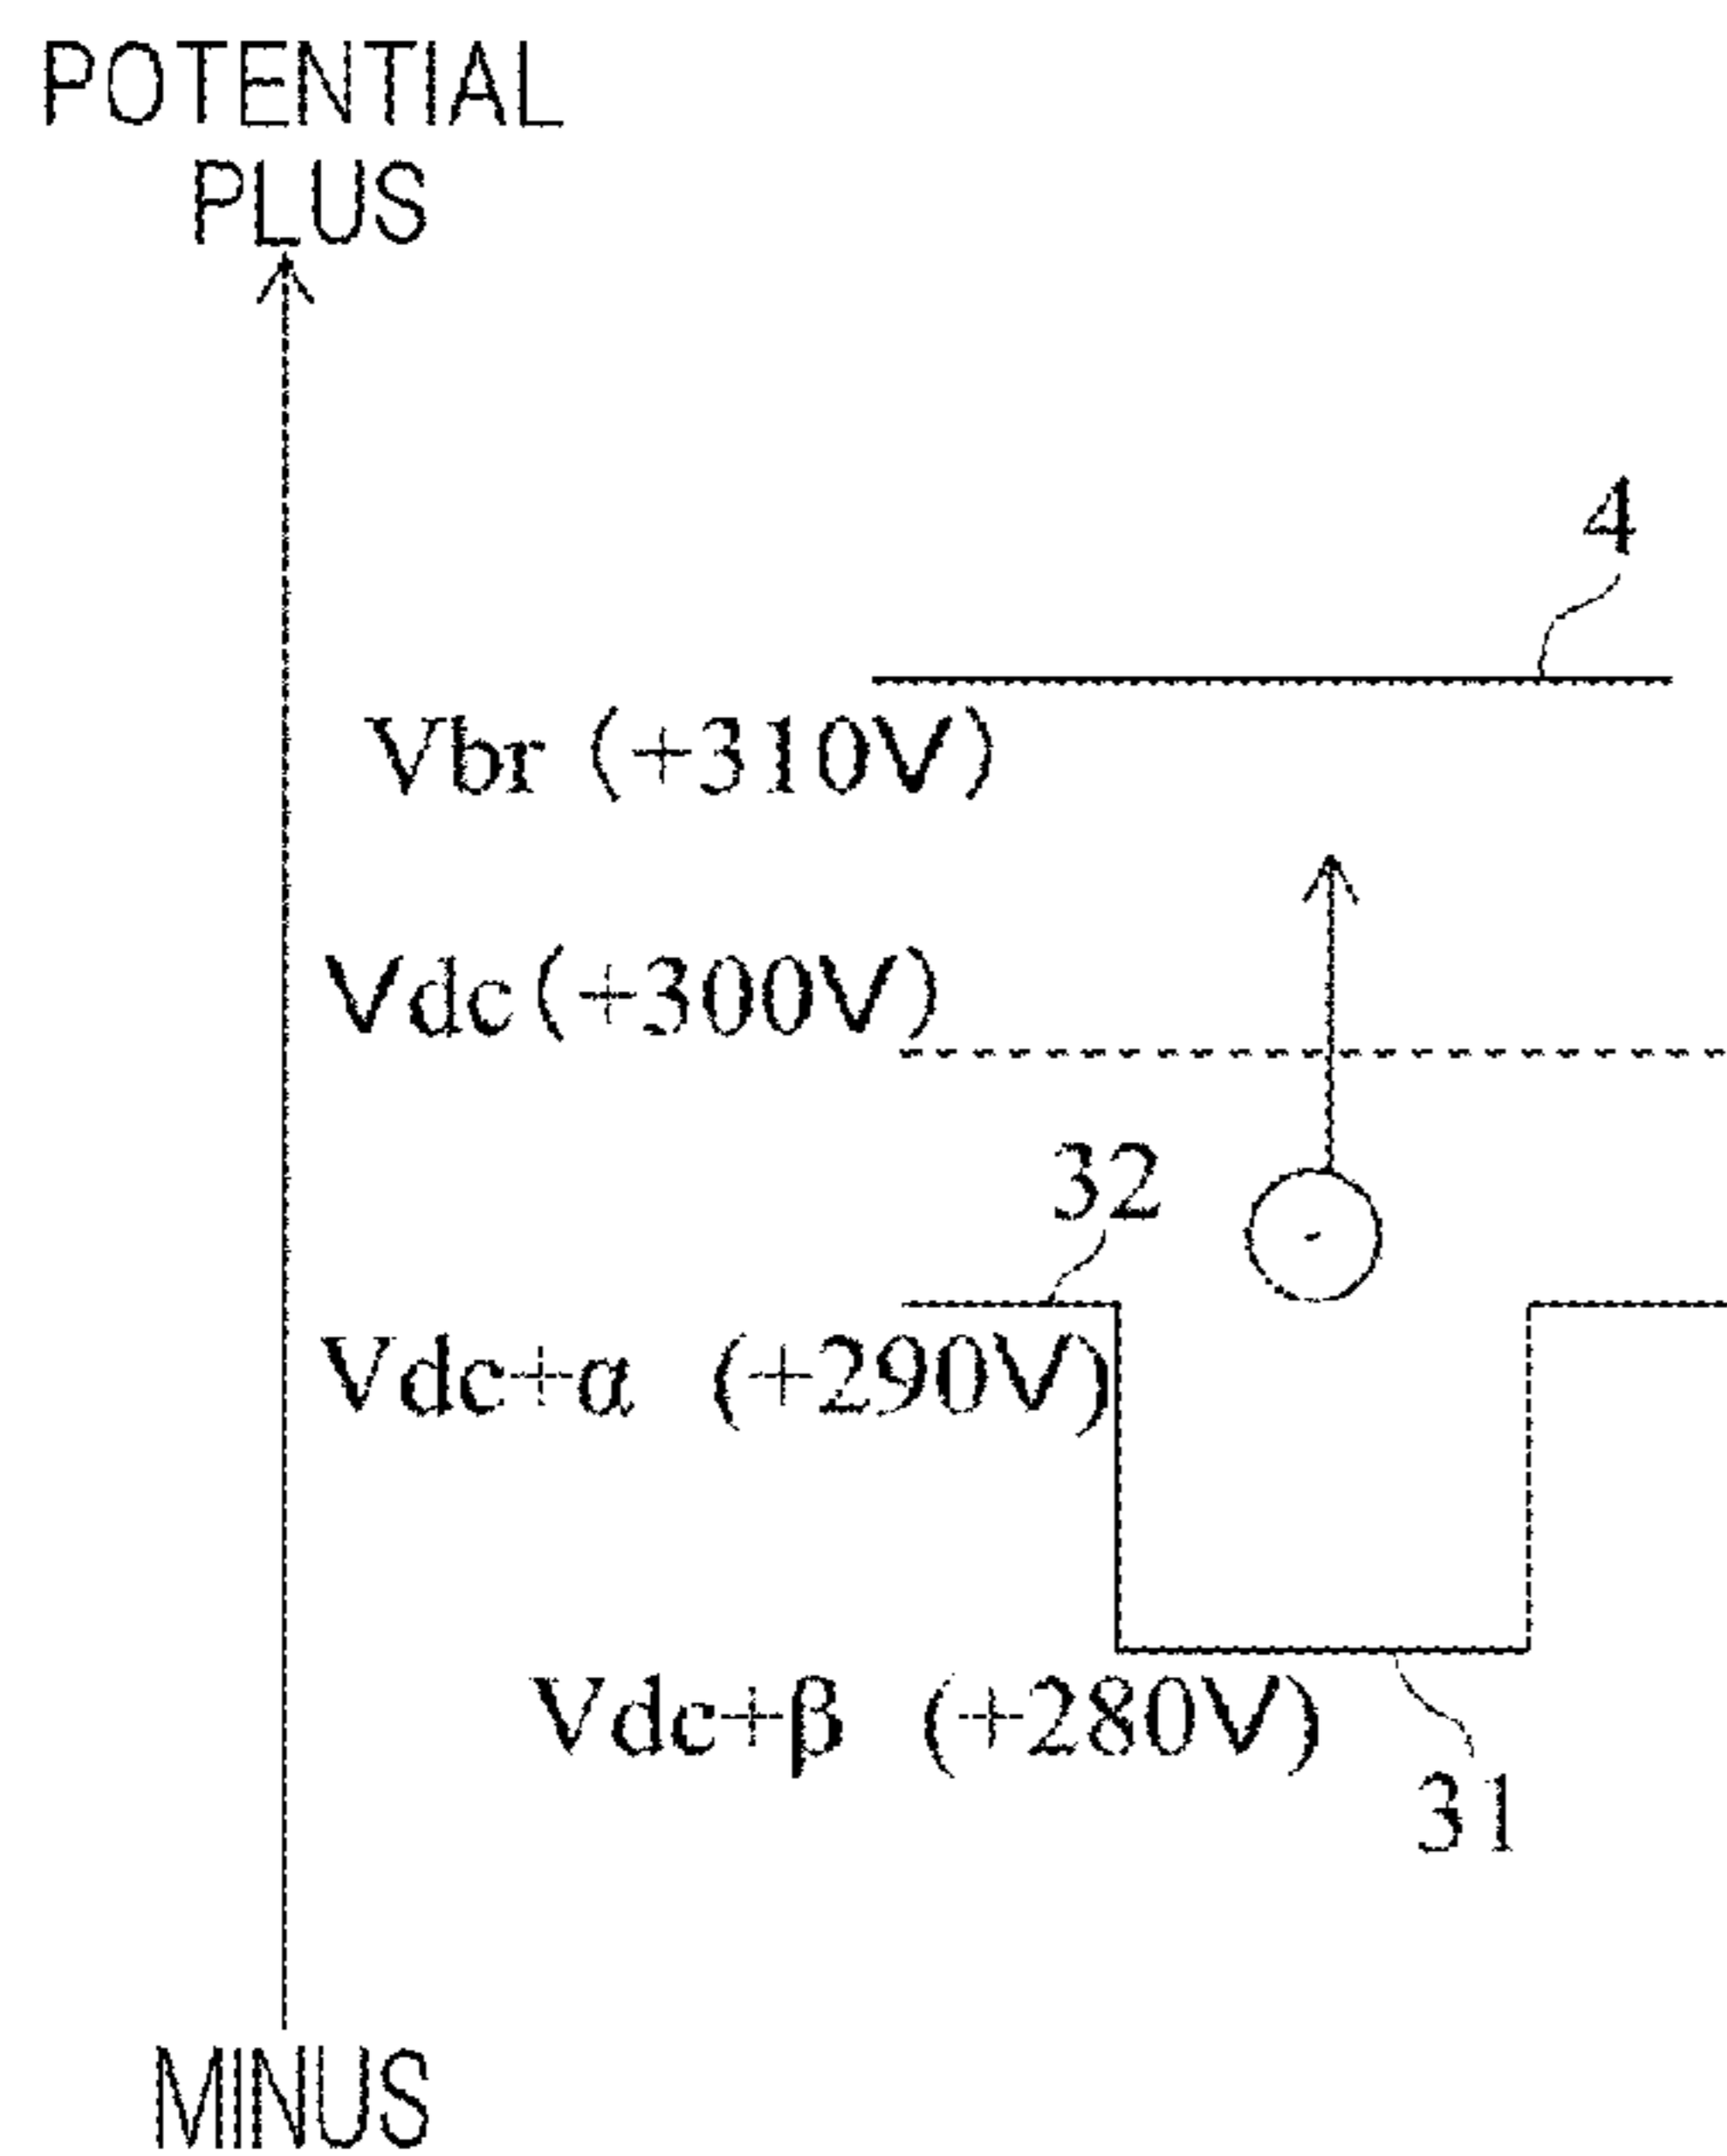 POTENTIAL
PLUS
4
Vbr (+310V)
Vdc(+300V)
32
-
Vdc+α (+290V)
Vdc+β (+280V)
31
MINUS